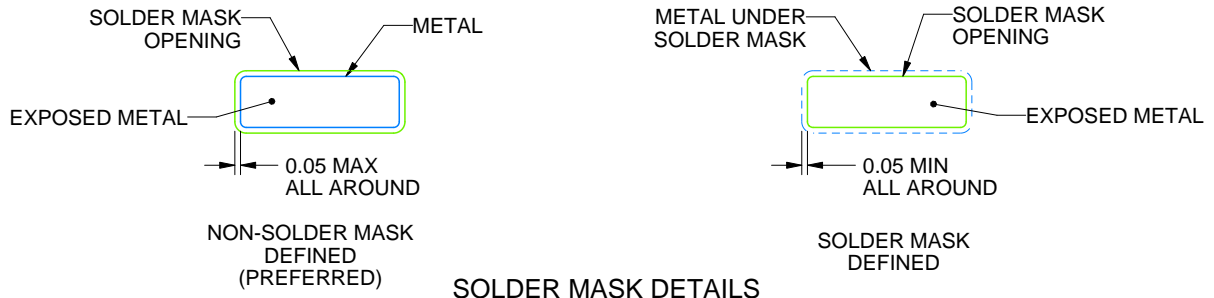 SOLDER MASK
OPENING
METAL
EXPOSED METAL
0.05 MAX
ALL AROUND
NON-SOLDER MASK
DEFINED
(PREFERRED)
METAL UNDER
SOLDER MASK
SOLDER MASK
OPENING
EXPOSED METAL
0.05 MIN
ALL AROUND
SOLDER MASK
DEFINED
SOLDER MASK DETAILS